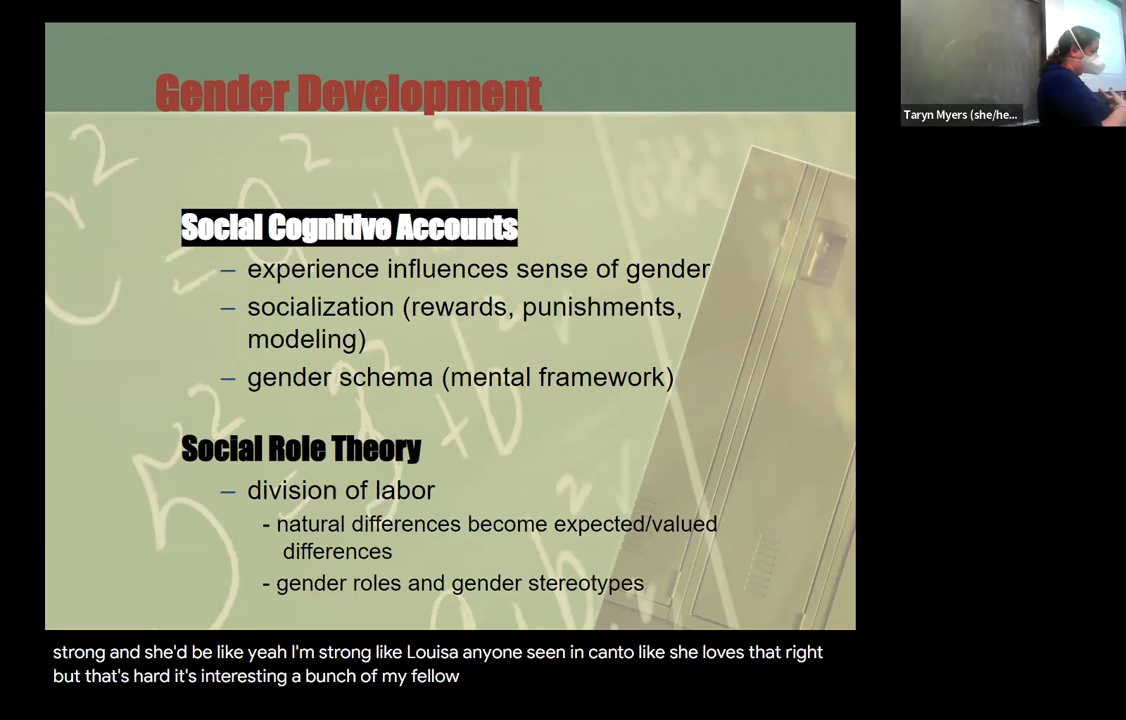 Gender Development
Taryn Myers (she/he...
Social Cognitive Accounts
– experience influences sense of gender
– socialization (rewards, punishments,
modeling)
– gender schema (mental framework)
Social Role Theory
– division of labor
- natural differences become expected/valued
differences
- gender roles and gender stereotypes
strong and she'd be like yeah I'm strong like Louisa anyone seen in canto like she loves that right
but that's hard it's interesting a bunch of my fellow